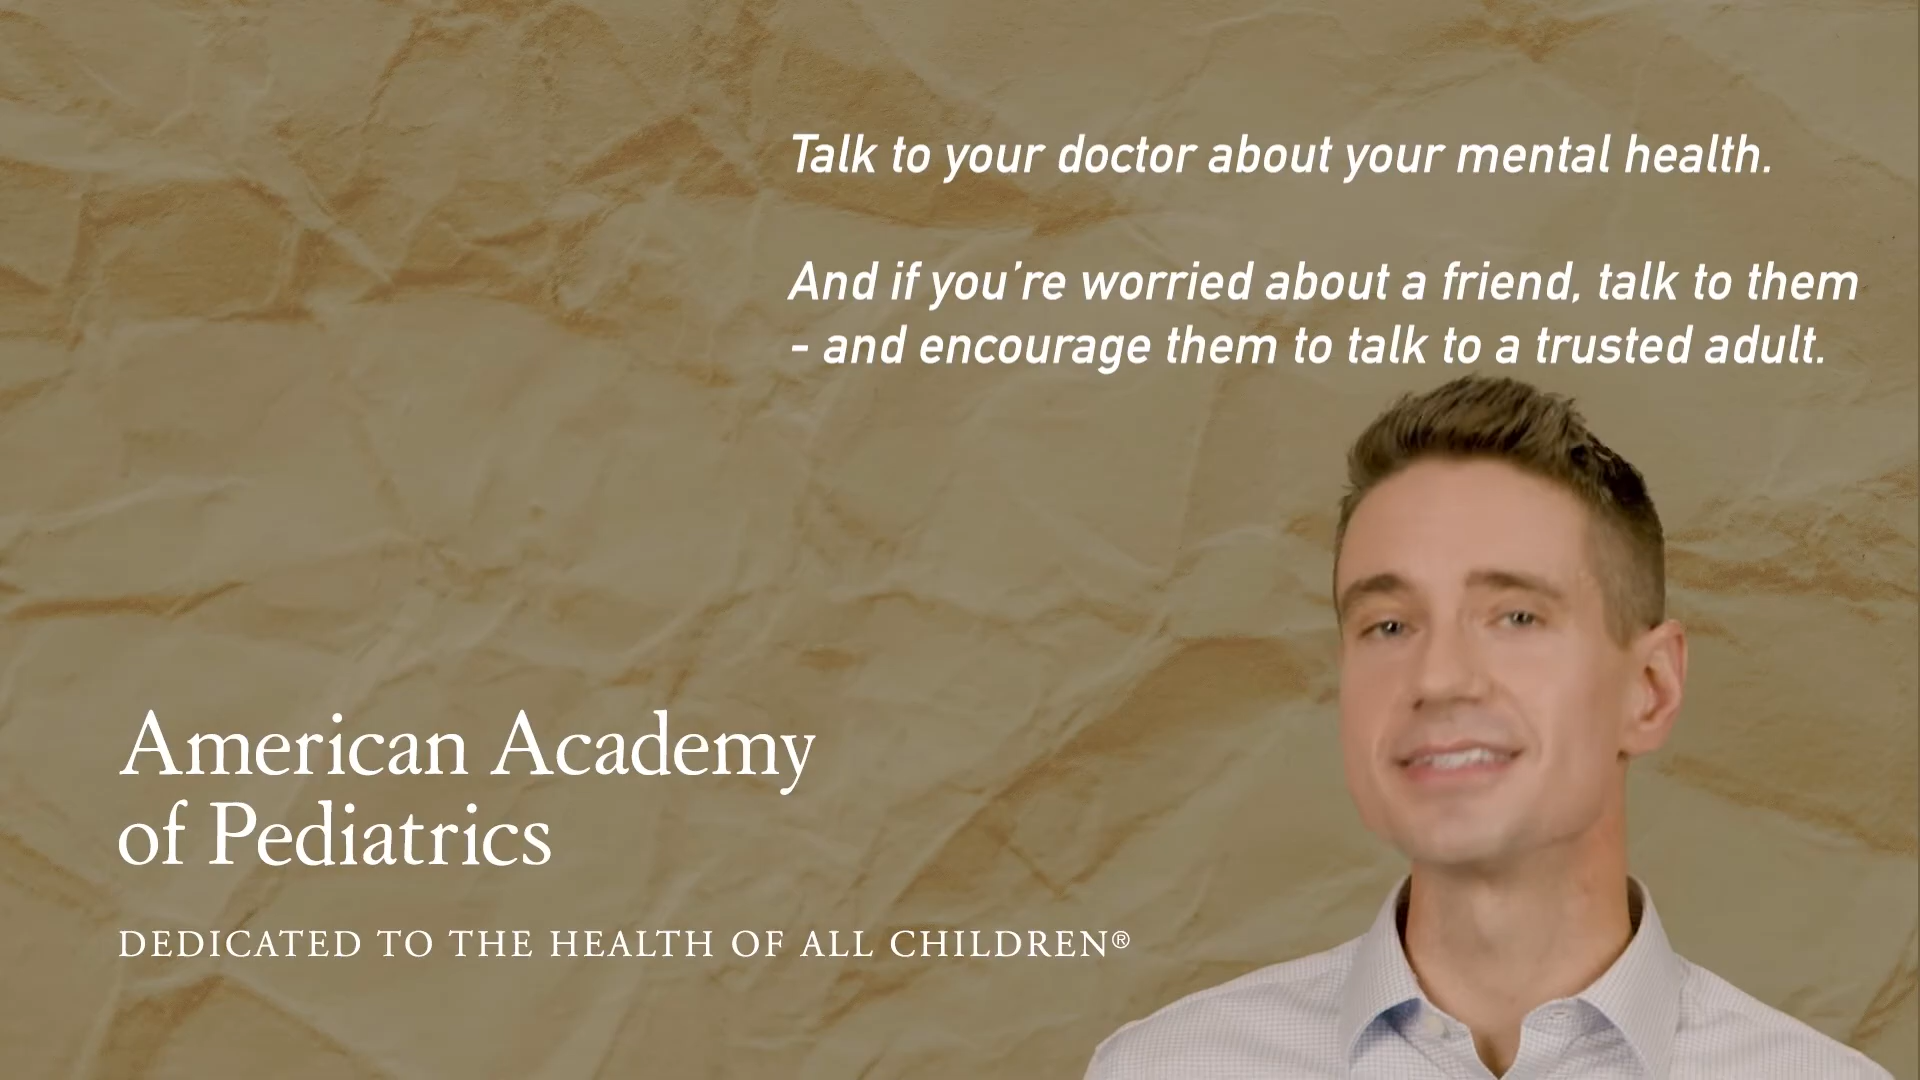 Talk to your doctor about your mental health.
And if you’re worried about a friend, talk to them
- and encourage them to talk to a trusted adult.
American Academy
of Pediatrics
DEDICATED TO THE HEALTH OF ALL CHILDREN®